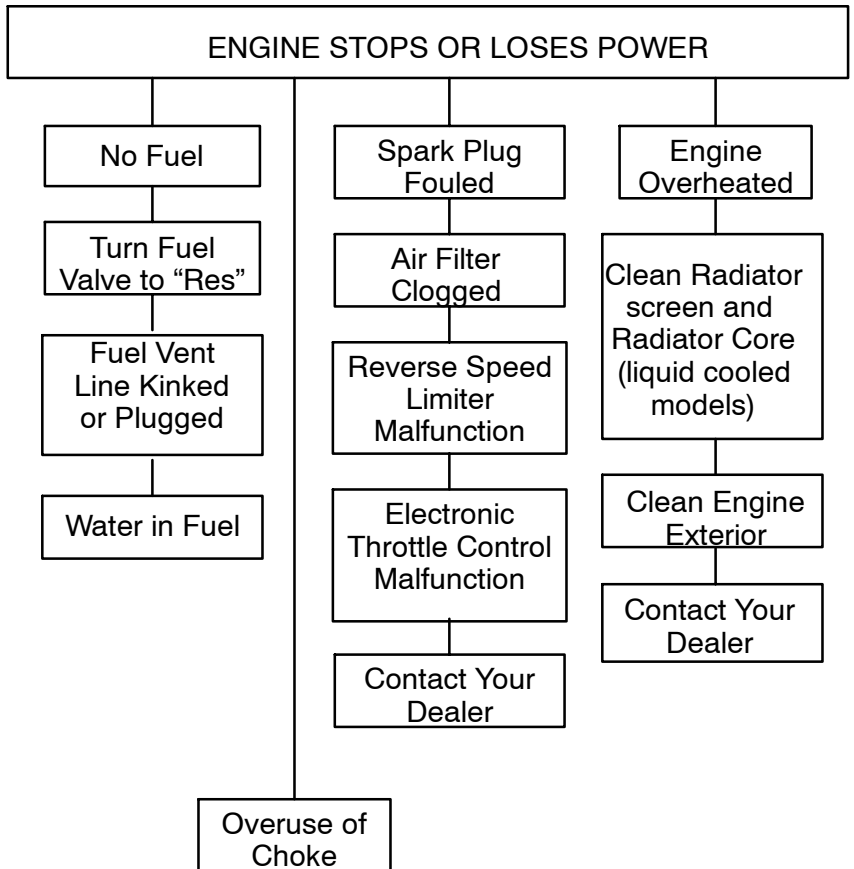 ENGINE STOPS OR LOSES POWER
No Fuel
Turn Fuel
Valve to “Res”
Fuel Vent
Line Kinked
or Plugged
Water in Fuel
Overuse of
Choke
Spark Plug
Fouled
Air Filter
Clogged
Reverse Speed
Limiter
Malfunction
Electronic
Throttle Control
Malfunction
Contact Your
Dealer
Engine
Overheated
Clean Radiator
screen and
Radiator Core
(liquid cooled
models)
Clean Engine
Exterior
Contact Your
Dealer